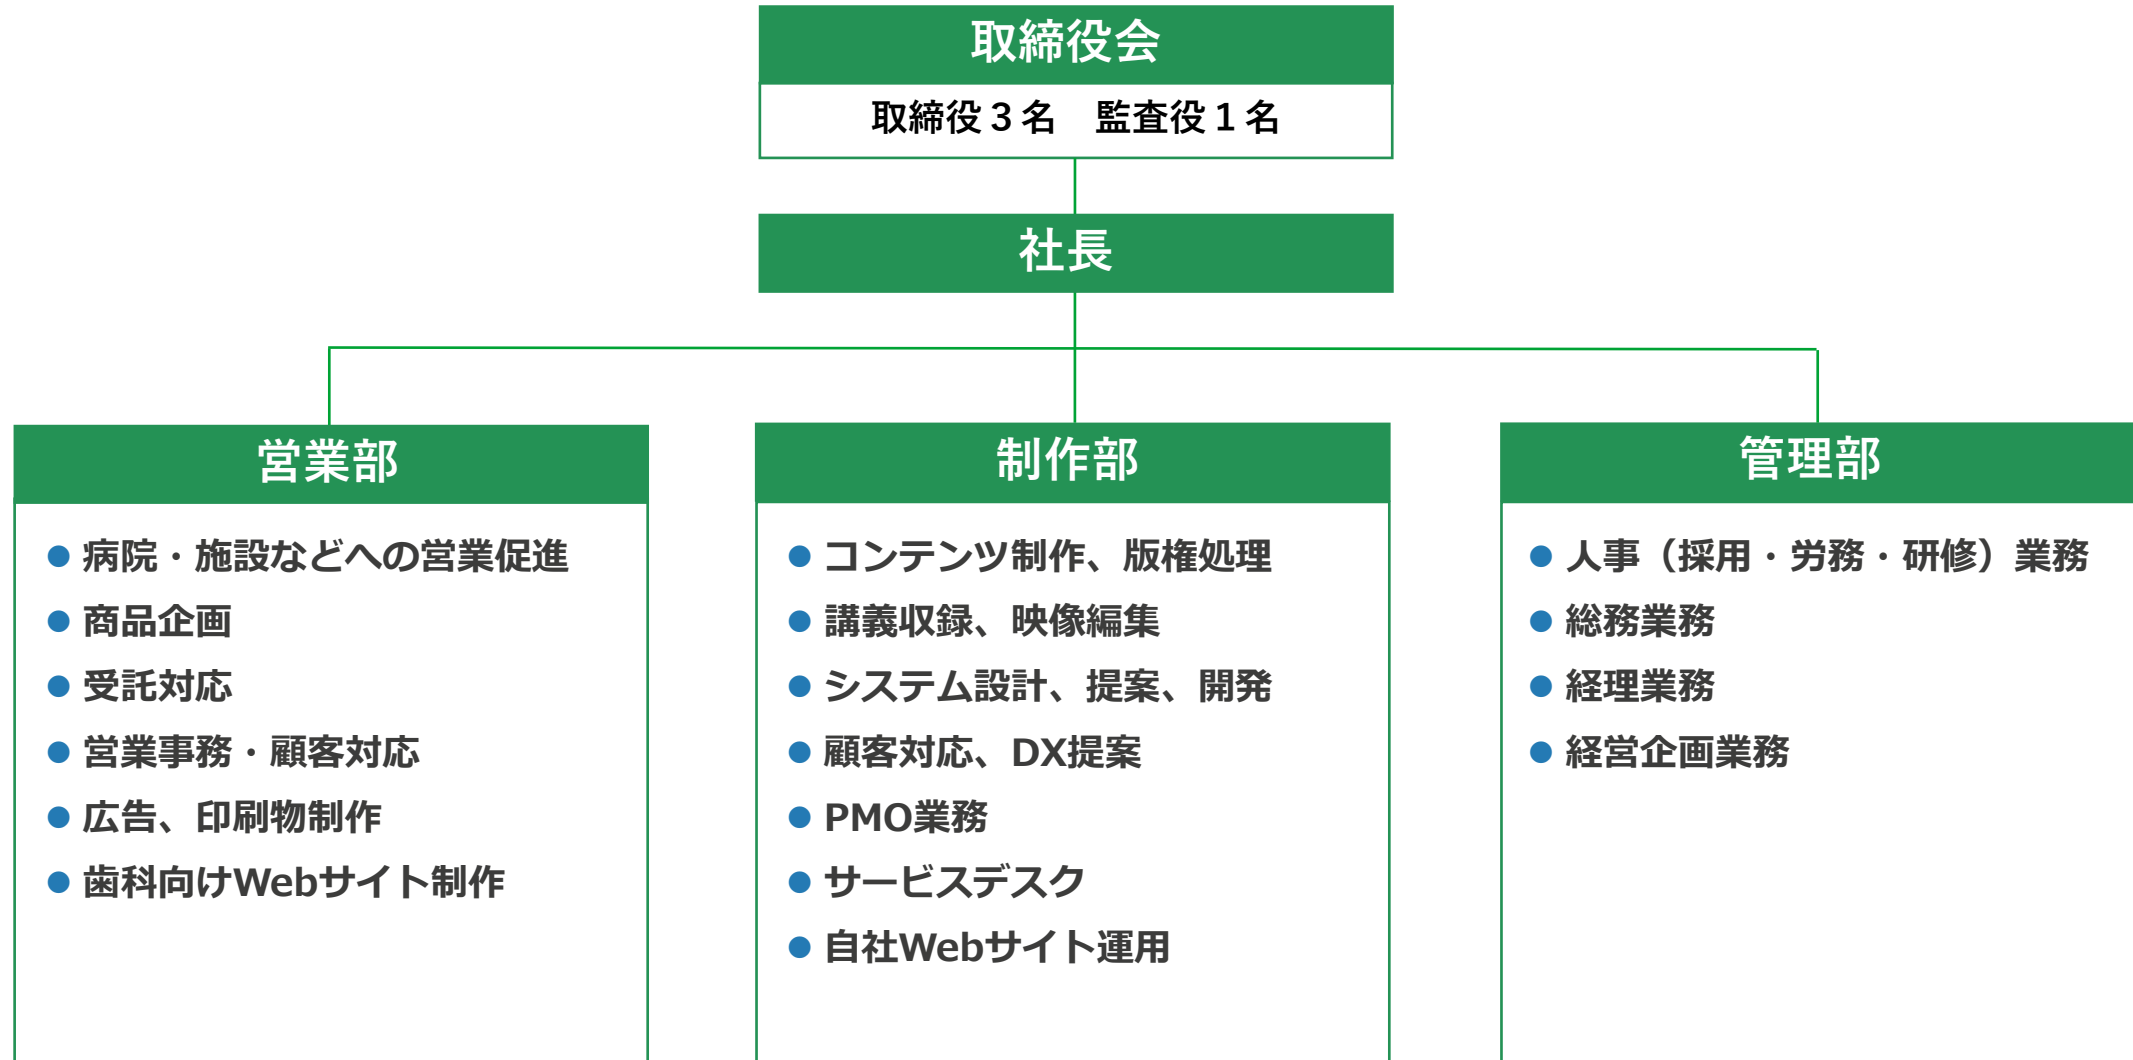 取締役会
取締役３名　監査役１名
社長
営業部
● 病院・施設などへの営業促進
● 商品企画
● 受託対応
● 営業事務・顧客対応
● 広告、印刷物制作
● 歯科向けWebサイト制作
制作部
● コンテンツ制作、版権処理
● 講義収録、映像編集
● システム設計、提案、開発
● 顧客対応、DX提案
● PMO業務
● サービスデスク
● 自社Webサイト運用
管理部
● 人事（採用・労務・研修）業務
● 総務業務
● 経理業務
● 経営企画業務